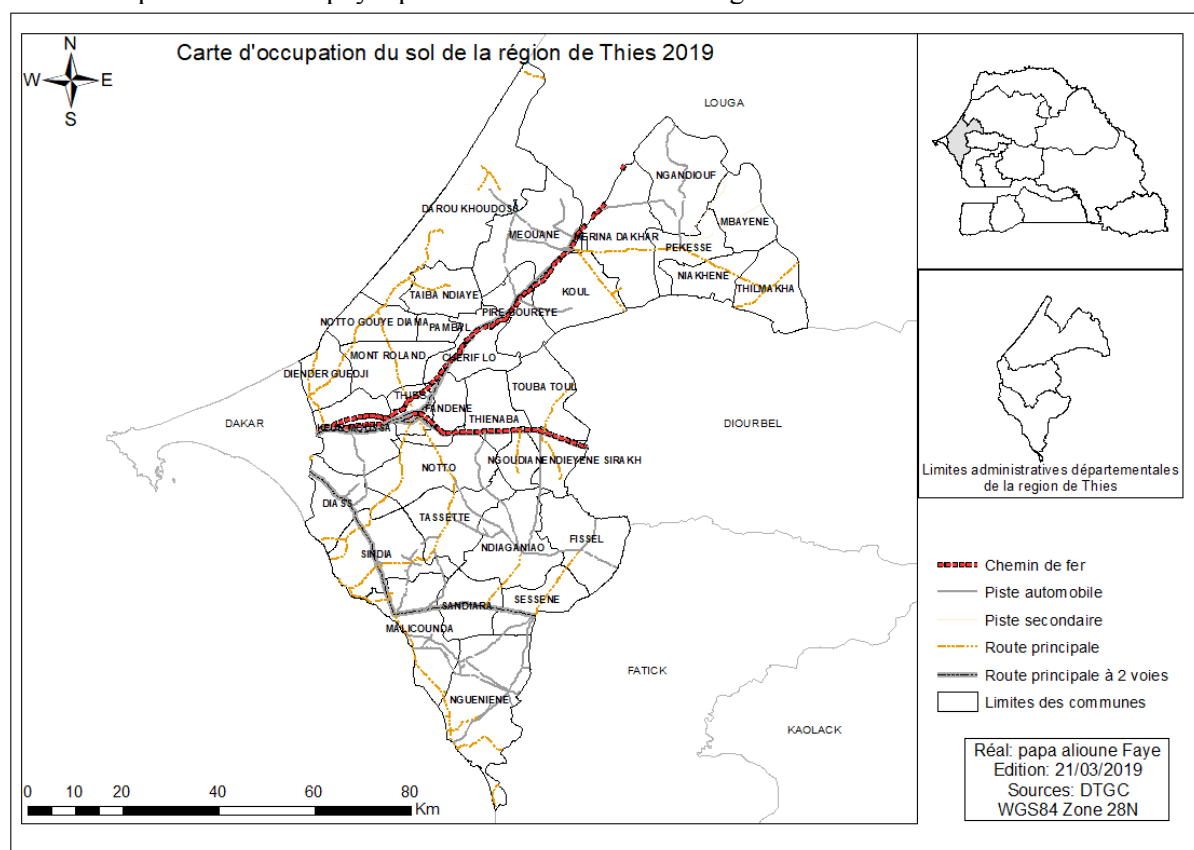 Carte d'occupation du sol de la région de Thies 2019
N
W
E
S
LOUGA
NGANDIOUF
DAROU KHOUDOSS
MBAYENE
MEOUANE
MERINA DAKHAR
PEKESSE
NIAKHENE
THILMAKHA
TAIBA NDIAYE
KOUL
PIRE GOUREYE
NOTTO GOUYE DIAMA
PAMBAL
MONT ROLAND
CHERIF LO
DIENDER GUEDJI
TOUBA TOUL
THIES
FANDENE
THIENABA
DAKAR
KEUR MOUSSA
DIOURBEL
NOTTO
NGOUDIANE
NDIEYENE SIRAKH
DIASS
TASSETTE
NDIAGANIAO
FISSEL
SINDIA
SESSENE
SANDIARA
MALICOUNDA
FATICK
NGUENIENE
KAOLACK
0
10
20
40
60
80
Km
Limites administratives départementales
de la region de Thies
Chemin de fer
Piste automobile
Piste secondaire
Route principale
Route principale à 2 voies
Limites des communes
Réal: papa alioune Faye
Edition: 21/03/2019
Sources: DTGC
WGS84 Zone 28N